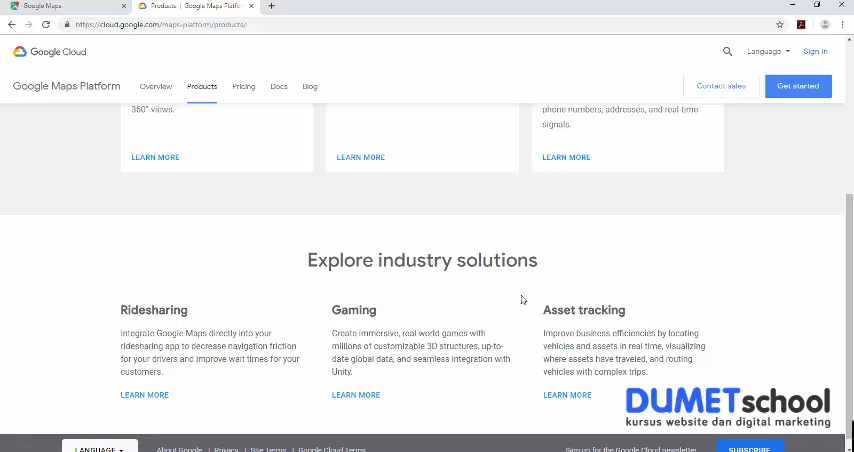 Google Maps
Products | Google Maps Platform
https://cloud.google.com/maps-platform/products/
Google Cloud
Language
Sign in
Google Maps Platform
Overview
Products
Pricing
Docs
Blog
Contact sales
Get started
360° views.
phone numbers, addresses, and real-time
signals.
LEARN MORE
LEARN MORE
LEARN MORE
Explore industry solutions
Ridesharing
Integrate Google Maps directly into your
ridesharing app to decrease navigation friction
for your drivers and improve wait times for your
customers.
LEARN MORE
Gaming
Create immersive, real-world games with
millions of customizable 3D structures, up-to-
date global data, and seamless integration with
Unity.
LEARN MORE
Asset tracking
Improve business efficiencies by locating
vehicles and assets in real time, visualizing
where assets have traveled, and routing
vehicles with complex trips.
LEARN MORE
DUMETschool
kursus website dan digital marketing
LANGUAGE
About Google | Privacy | Site Terms | Google Cloud Terms
Sign up for the Google Cloud newsletter
SUBSCRIBE